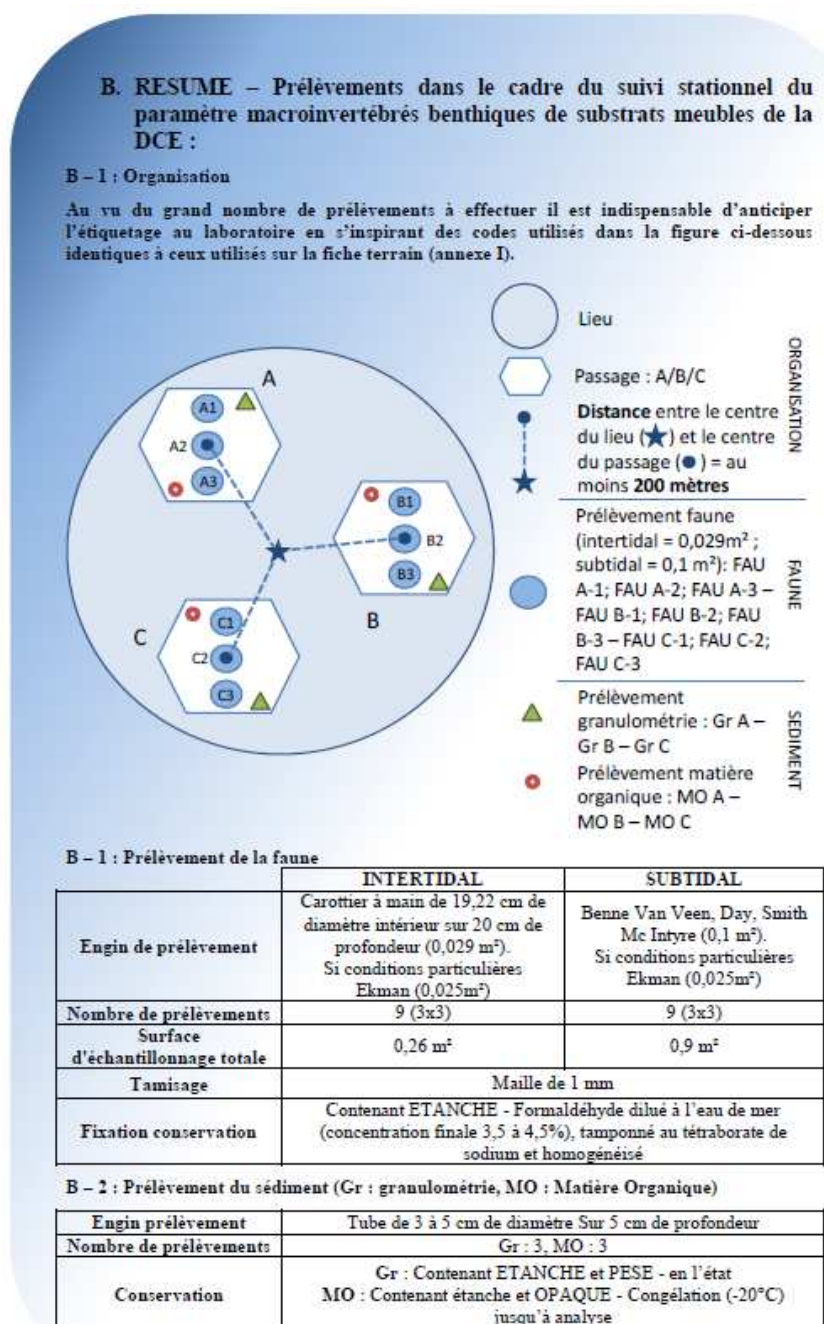 B. RESUME – Prélèvements dans le cadre du suivi stationnel du
paramètre macroinvertébrés benthiques de substrats meubles de la
DCE :
B – 1 : Organisation
Au vu du grand nombre de prélèvements à effectuer il est indispensable d'anticiper
l'étiquetage au laboratoire en s'inspirant des codes utilisés dans la figure ci-dessous
identiques à ceux utilisés sur la fiche terrain (annexe I).
A
A1
A2
A3
B1
B2
B3
B
C
C1
C2
C3
Lieu
Passage : A/B/C
Distance entre le centre
du lieu (★) et le centre
du passage (●) = au
moins 200 mètres
ORGANISATION
Prélèvement faune
(intertidal = 0,029m² ;
subtidal = 0,1 m²): FAU
A-1; FAU A-2; FAU A-3 –
FAU B-1; FAU B-2; FAU
B-3 – FAU C-1; FAU C-2;
FAU C-3
FAUNE
Prélèvement
granulométrie : Gr A –
Gr B – Gr C
Prélèvement matière
organique : MO A –
MO B – MO C
SEDIMENT
B – 1 : Prélèvement de la faune
INTERTIDAL
SUBTIDAL
Engin de prélèvement
Carottier à main de 19,22 cm de
diamètre intérieur sur 20 cm de
profondeur (0,029 m²).
Si conditions particulières
Ekman (0,025m²)
Benne Van Veen, Day, Smith
Mc Intyre (0,1 m²).
Si conditions particulières
Ekman (0,025m²)
Nombre de prélèvements
9 (3x3)
9 (3x3)
Surface
d'échantillonnage totale
0,26 m²
0,9 m²
Tamisage
Maille de 1 mm
Fixation conservation
Contenant ETANCHE - Formaldéhyde dilué à l'eau de mer
(concentration finale 3,5 à 4,5%), tamponné au tétraborate de
sodium et homogénéisé
B – 2 : Prélèvement du sédiment (Gr : granulométrie, MO : Matière Organique)
Engin prélèvement
Tube de 3 à 5 cm de diamètre Sur 5 cm de profondeur
Nombre de prélèvements
Gr : 3, MO : 3
Conservation
Gr : Contenant ETANCHE et PESE - en l'état
MO : Contenant étanche et OPAQUE - Congélation (-20°C)
jusqu'à analyse